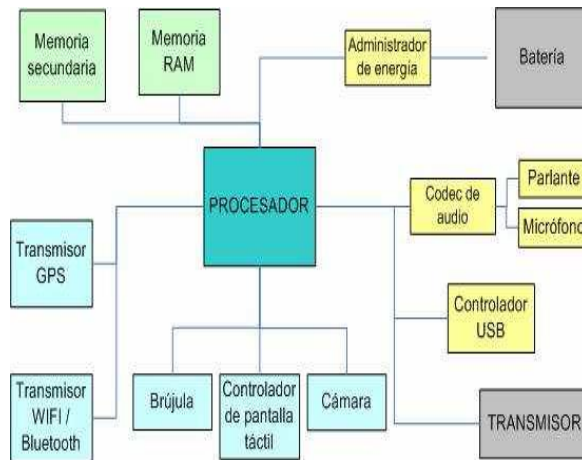 Memoria
secundaria
Memoria
RAM
Administrador
de energía
Batería
PROCESADOR
Codec de
audio
Parlante
Micrófono
Transmisor
GPS
Controlador
USB
Transmisor
WIFI /
Bluetooth
Brújula
Controlador
de pantalla
táctil
Cámara
TRANSMISOR